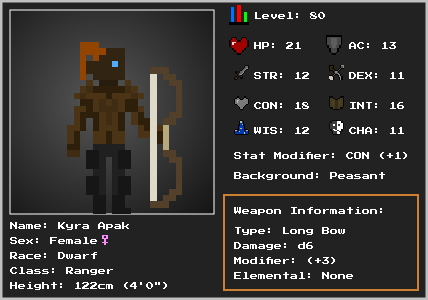 Level: 80
HP: 21 AC: 13
STR: 12 DEX: 11
CON: 18 INT: 16
WIS: 12 CHA: 11
Stat Modifier: CON (+1)
Background: Peasant
Weapon Information:
Type: Long Bow
Damage: d6
Modifier: (+3)
Elemental: None
Name: Kyra Apak
Sex: Female♀
Race: Dwarf
Class: Ranger
Height: 122cm (4'0")